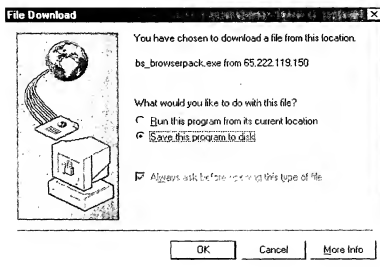 File Download
You have chosen to download a file from this location.
bs_browserpack.exe from 65.222.119.150
What would you like to do with this file?
Run this program from its current location
Save this program to disk
Always ask before opening this type of file
OK
Cancel
More Info